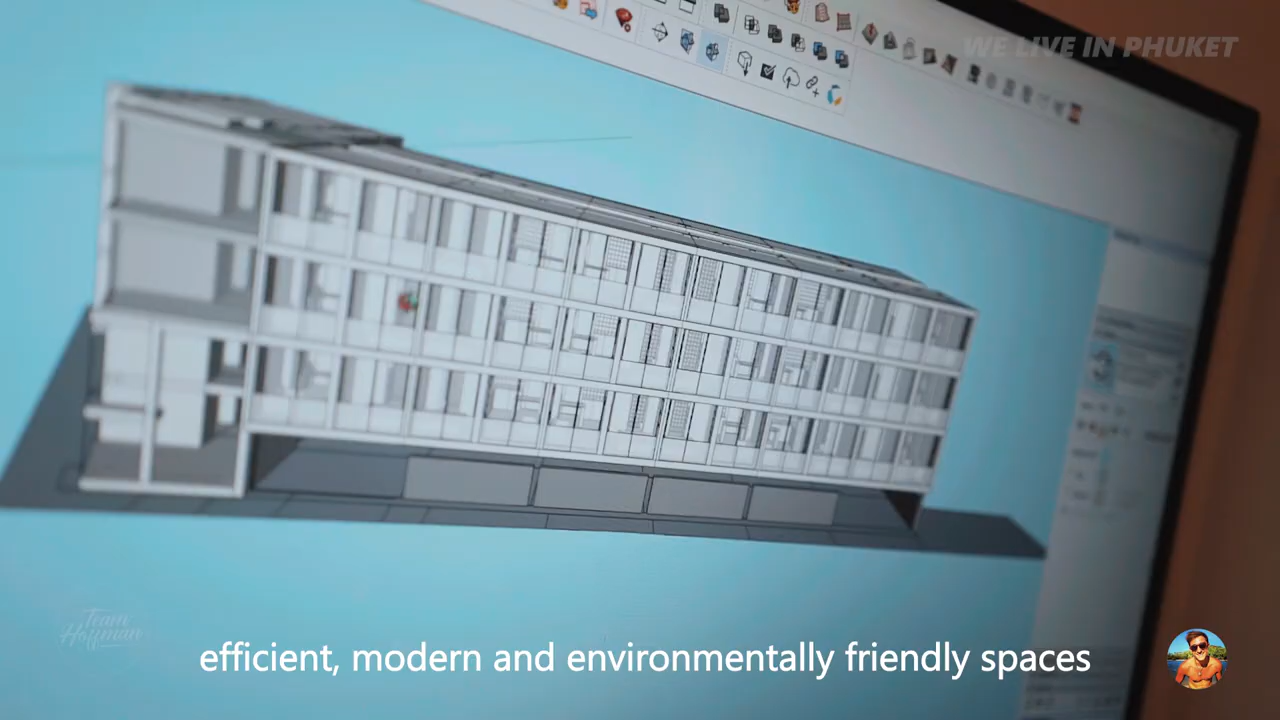 WE LIVE IN PHUKET
Team
Hoffman
efficient, modern and environmentally friendly spaces